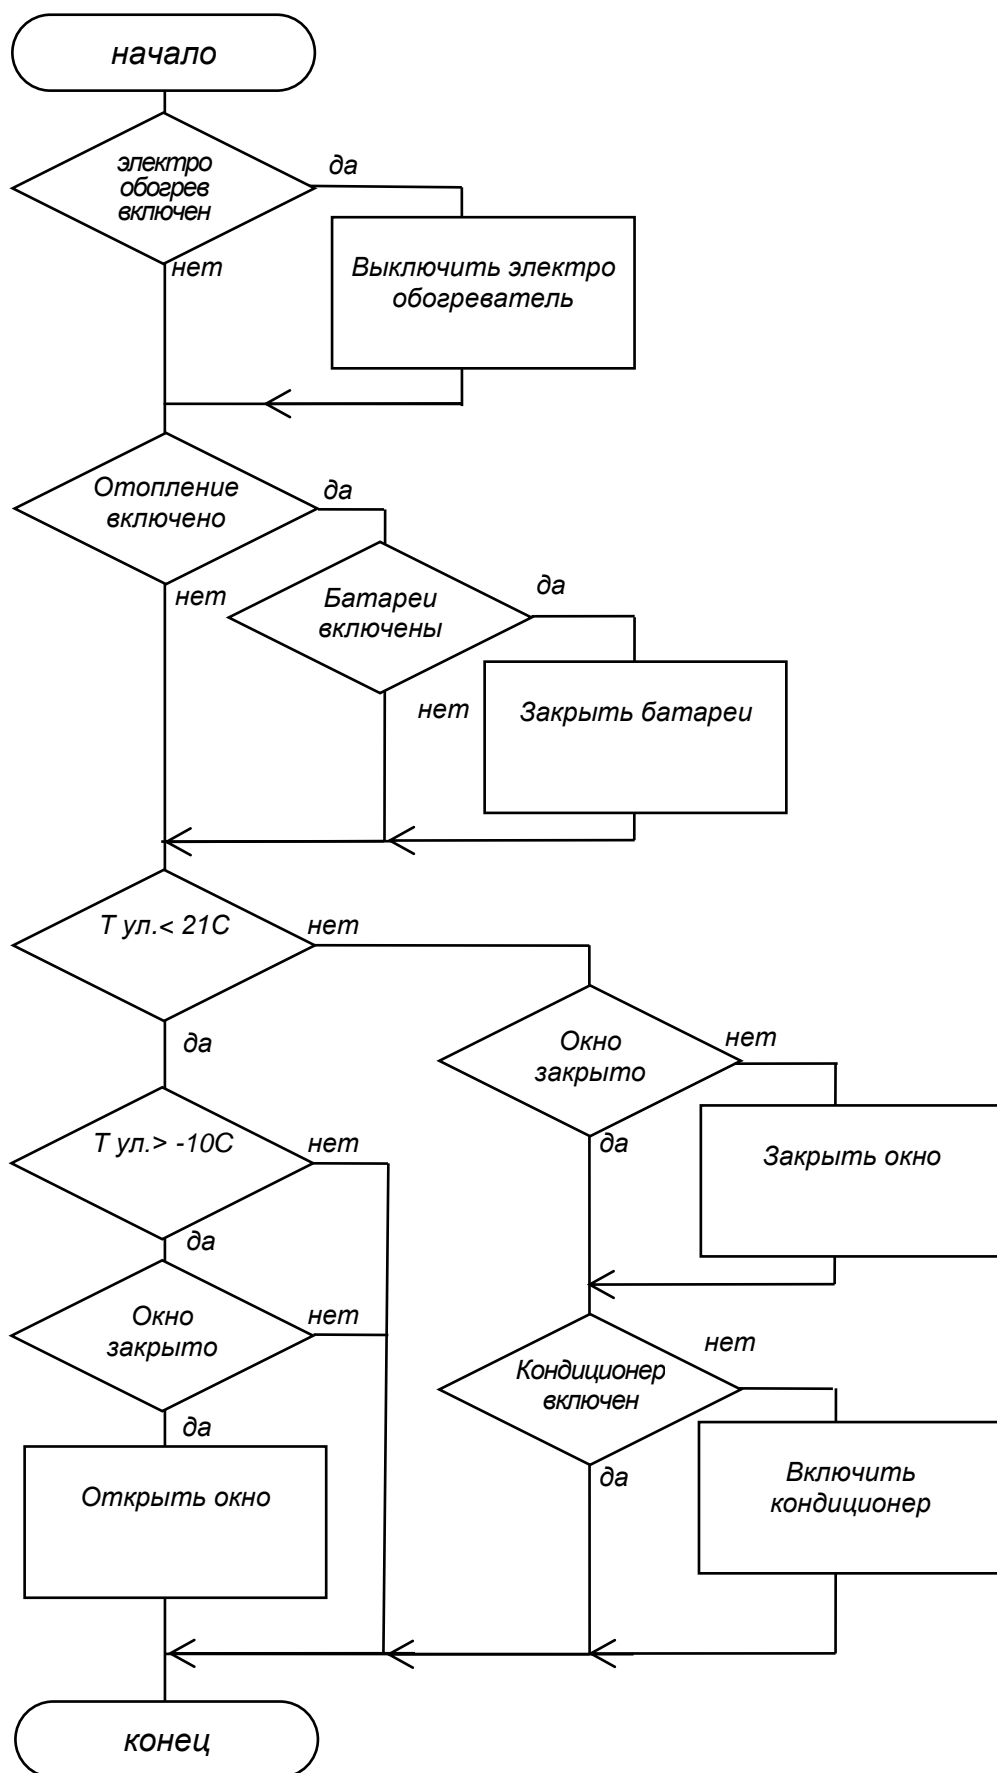 начало
электро
обогрев
включен
да
нет
Выключить электро
обогреватель
Отопление
включено
да
нет
Батареи
включены
да
нет
Закрыть батареи
Т ул.< 21С
нет
да
Окно
закрыто
нет
да
Закрыть окно
Т ул.> -10С
нет
да
Окно
закрыто
нет
да
Открыть окно
Кондиционер
включен
нет
да
Включить
кондиционер
конец